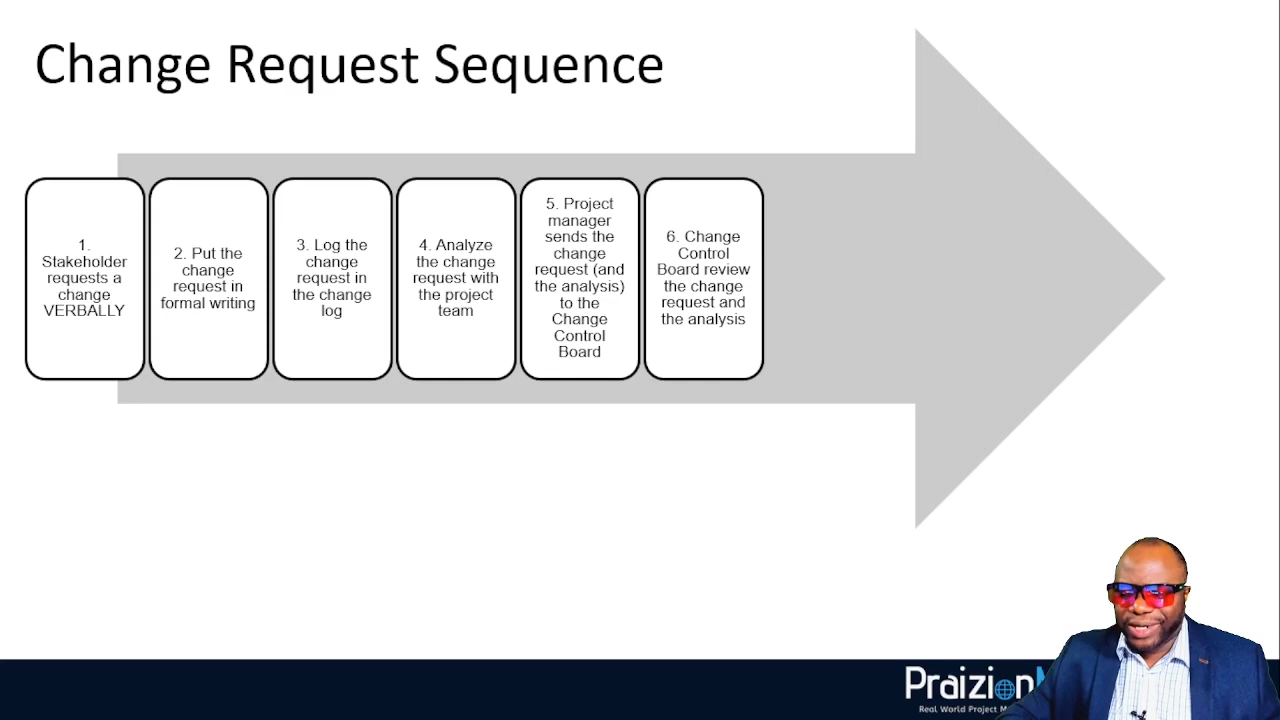 Change Request Sequence
1.
Stakeholder
requests a
change
VERBALLY
2. Put the
change
request in
formal writing
3. Log the
change
request in
the change
log
4. Analyze
the change
request with
the project
team
5. Project
manager
sends the
change
request (and
the analysis)
to the
Change
Control
Board
6. Change
Control
Board review
the change
request and
the analysis
Praizion
Real World Project